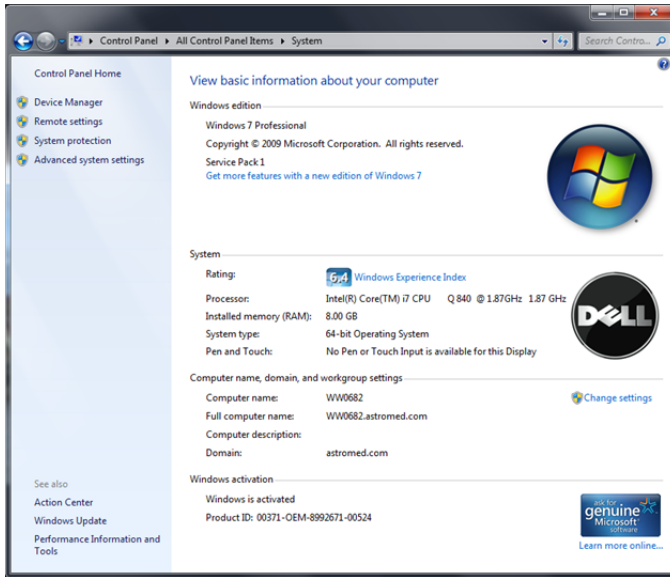 Control Panel ▸ All Control Panel Items ▸ System
Search Contro...
Control Panel Home
Device Manager
Remote settings
System protection
Advanced system settings
View basic information about your computer
Windows edition
Windows 7 Professional
Copyright © 2009 Microsoft Corporation. All rights reserved.
Service Pack 1
Get more features with a new edition of Windows 7
System
Rating: 6,4 Windows Experience Index
Processor: Intel(R) Core(TM) i7 CPU Q 840 @ 1.87GHz 1.87 GHz
Installed memory (RAM): 8.00 GB
System type: 64-bit Operating System
Pen and Touch: No Pen or Touch Input is available for this Display
DELL
Computer name, domain, and workgroup settings
Computer name: WW0682
Change settings
Full computer name: WW0682.astromed.com
Computer description:
Domain: astromed.com
Windows activation
Windows is activated
Product ID: 00371-OEM-8992671-00524
ask for
genuine
Microsoft
software
Learn more online...
See also
Action Center
Windows Update
Performance Information and
Tools